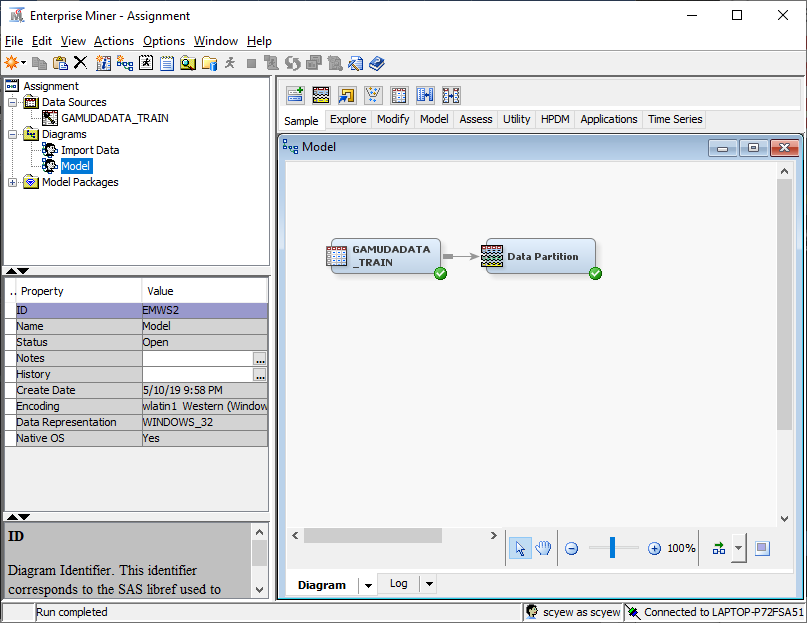 Enterprise Miner - Assignment
File Edit View Actions Options Window Help
Assignment
Data Sources
GAMUDADATA_TRAIN
Diagrams
Import Data
Model
Model Packages
.. Property Value
ID EMWS2
Name Model
Status Open
Notes ...
History ...
Create Date 5/10/19 9:58 PM
Encoding wlatin1 Western (Window
Data Representation WINDOWS_32
Native OS Yes
ID
Diagram Identifier. This identifier
corresponds to the SAS libref used to
Sample Explore Modify Model Assess Utility HPDM Applications Time Series
Model
GAMUDADATA
_TRAIN
Data Partition
100%
Diagram Log
Run completed
scyew as scyew
Connected to LAPTOP-P72FSA51